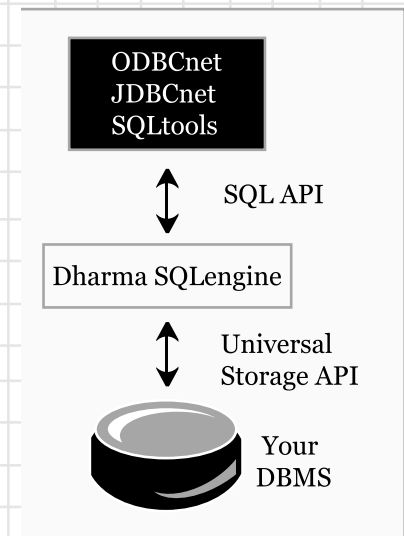 ODBCnet
JDBCnet
SQLtools
SQL API
Dharma SQLengine
Universal
Storage API
Your
DBMS